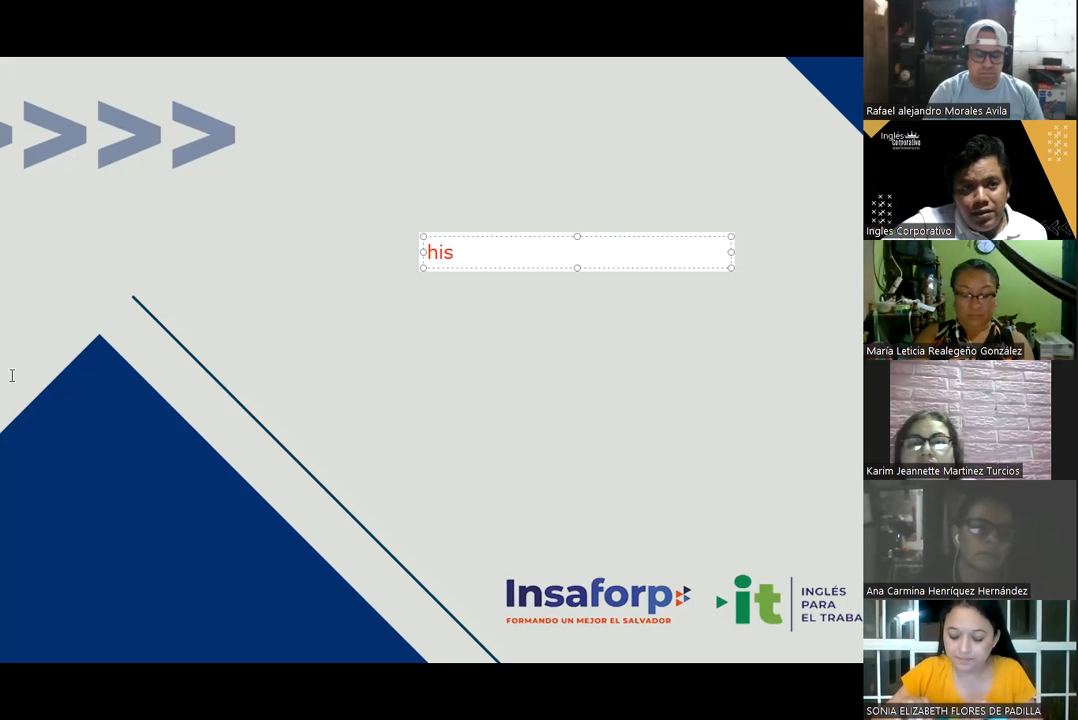 his
Insaforp
FORMANDO UN MEJOR EL SALVADOR
it
INGLÉS
PARA
EL TRABA
Rafael alejandro Morales Avila
Inglés
Corporativo
Ingles Corporativo
María Leticia Realegeño González
Karim Jeannette Martinez Turcios
Ana Carmina Henríquez Hernández
SONIA ELIZABETH FLORES DE PADILLA